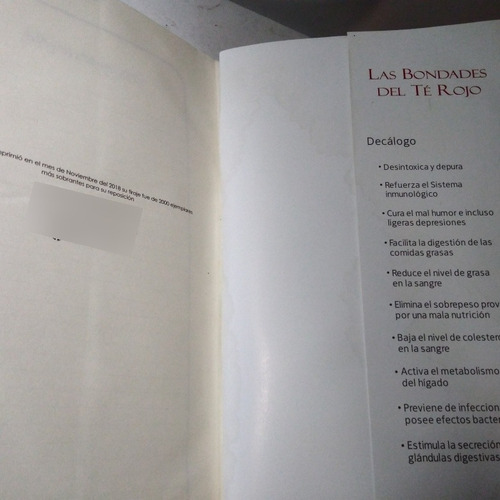 primió en el mes de Noviembre del 2018 su tiraje fue de 2000 ejemplares
más sobrantes para su reposición
LAS BONDADES
DEL TÉ ROJO
Decálogo
• Desintoxica y depura
• Refuerza el Sistema
inmunológico
• Cura el mal humor e incluso
ligeras depresiones
• Facilita la digestión de las
comidas grasas
• Reduce el nivel de grasa
en la sangre
• Elimina el sobrepeso prov
por una mala nutrición
• Baja el nivel de colester
en la sangre
• Activa el metabolismo
del hígado
• Previene de infeccion
posee efectos bacte
• Estimula la secreción
glándulas digestivas